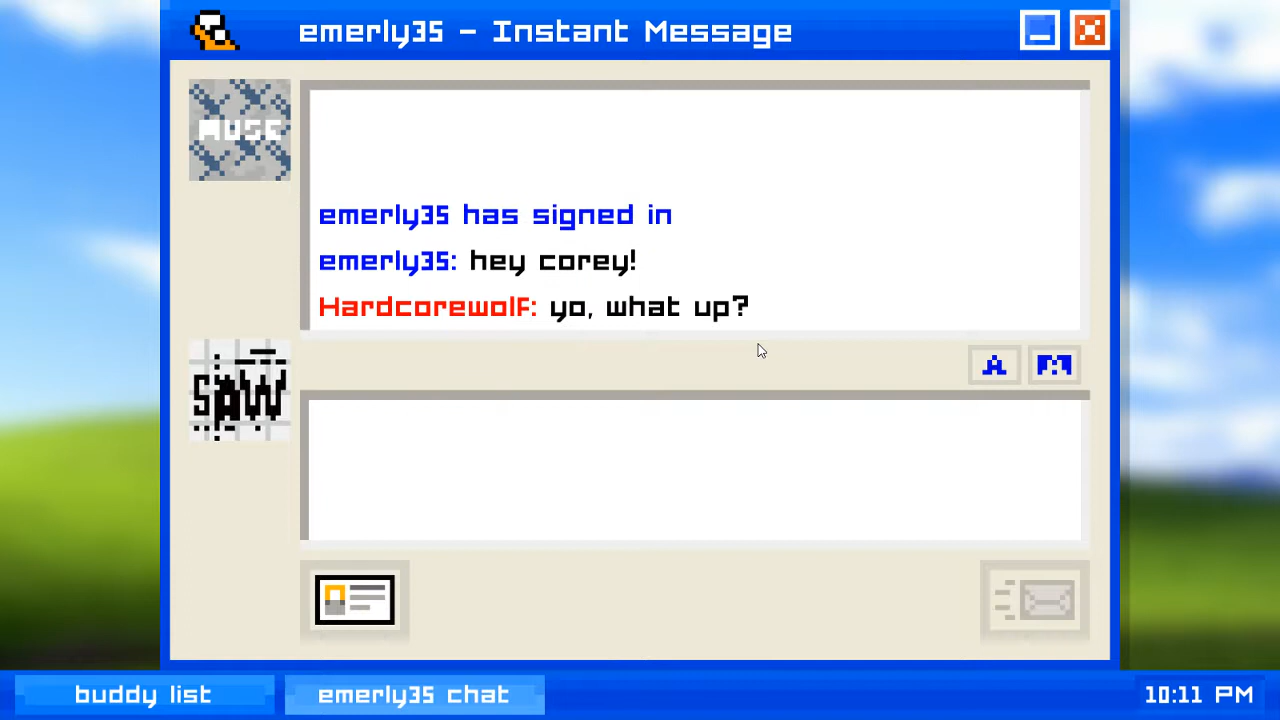 emerly35 - Instant Message
MUSE
emerly35 has signed in
emerly35: hey corey!
Hardcorewolf: yo, what up?
SAW
A
buddy list
emerly35 chat
10:11 PM